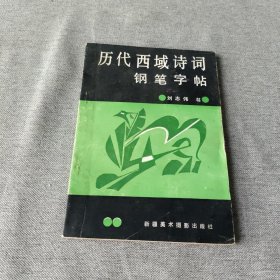 历代西域诗词
钢笔字帖
刘志伟 书
新疆美术摄影出版社